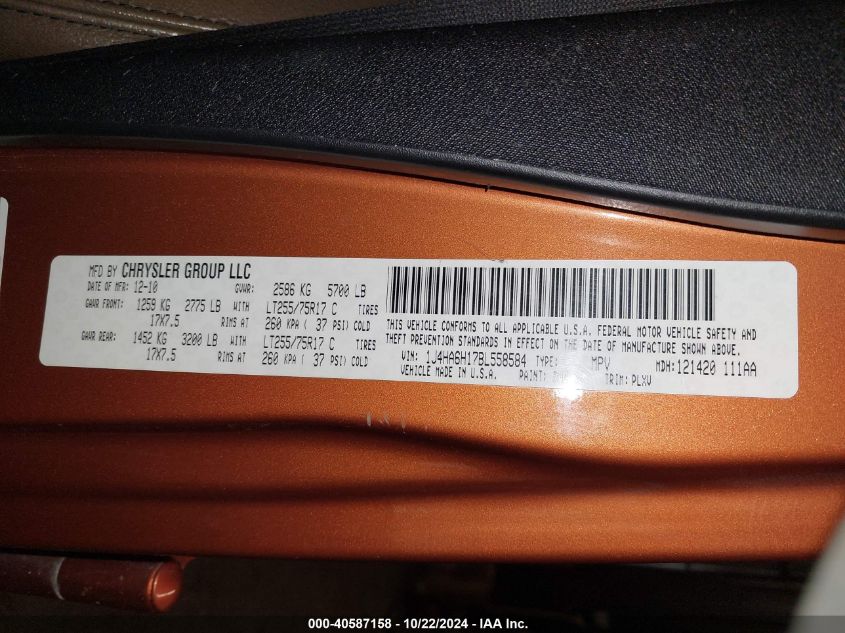 MFD BY CHRYSLER GROUP LLC
DATE OF MFR: 12-10 GVWR: 2586 KG 5700 LB
GAWR FRONT: 1259 KG 2775 LB WITH LT255/75R17 C TIRES
17X7.5 RIMS AT 260 KPA ( 37 PSI) COLD
GAWR REAR: 1452 KG 3200 LB WITH LT255/75R17 C TIRES
17X7.5 RIMS AT 260 KPA ( 37 PSI) COLD
THIS VEHICLE CONFORMS TO ALL APPLICABLE U.S.A. FEDERAL MOTOR VEHICLE SAFETY AND
THEFT PREVENTION STANDARDS IN EFFECT ON THE DATE OF MANUFACTURE SHOWN ABOVE.
VIN: 1J4HA6H17BL558584 TYPE: MPV MDH:121420 111AA
VEHICLE MADE IN U.S.A. PAINT: TRIM: PLXV
000-40587158 - 10/22/2024 - IAA Inc.